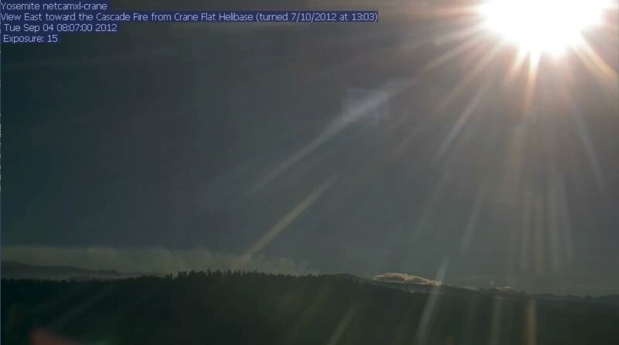 Yosemite netcamxl-crane
View East toward the Cascade Fire from Crane Flat Helibase (turned 7/10/2012 at 13:03)
Tue Sep 04 08:07:00 2012
Exposure: 15